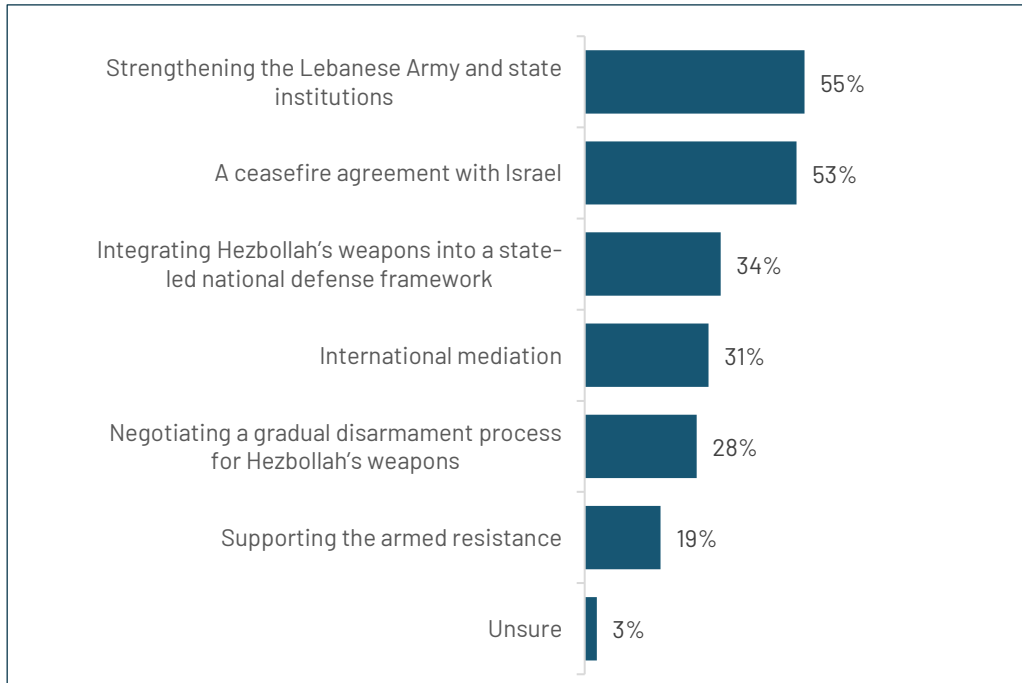 Strengthening the Lebanese Army and state
institutions
55%
A ceasefire agreement with Israel
53%
Integrating Hezbollah’s weapons into a state-
led national defense framework
34%
International mediation
31%
Negotiating a gradual disarmament process
for Hezbollah’s weapons
28%
Supporting the armed resistance
19%
Unsure
3%